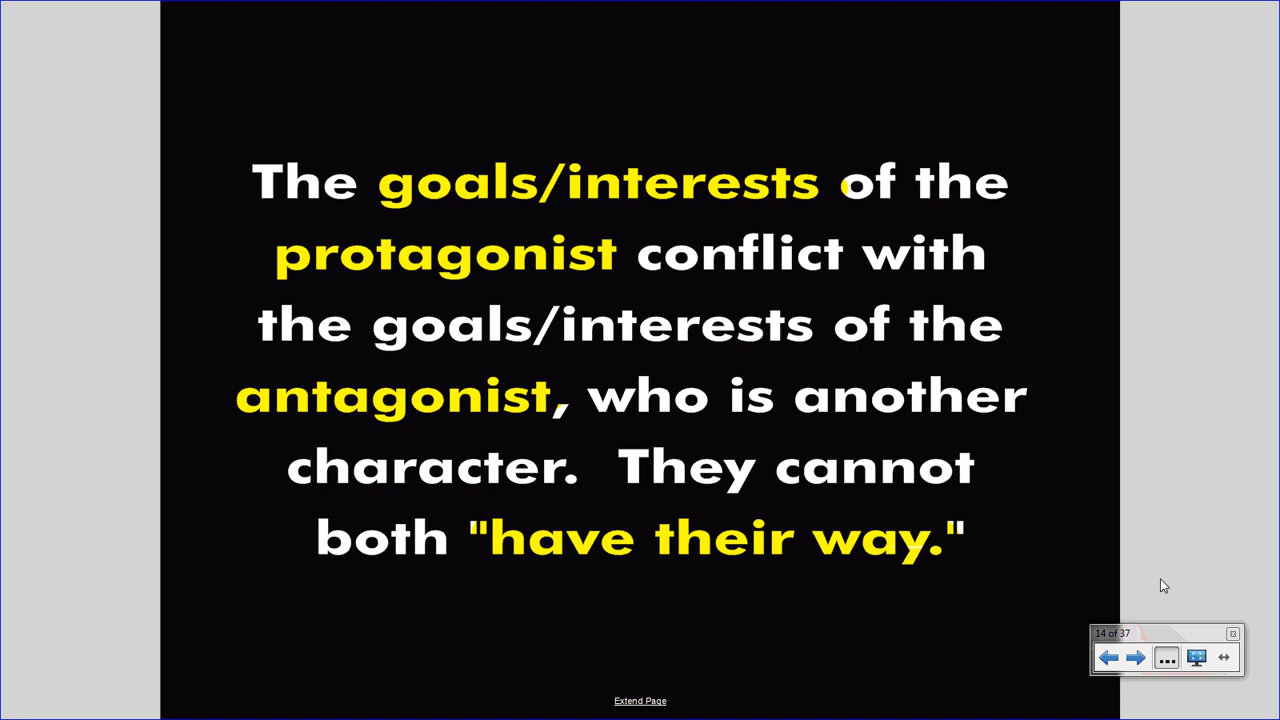 The goals/interests of the
protagonist conflict with
the goals/interests of the
antagonist, who is another
character.  They cannot
both "have their way."
14 of 37
...
Extend Page